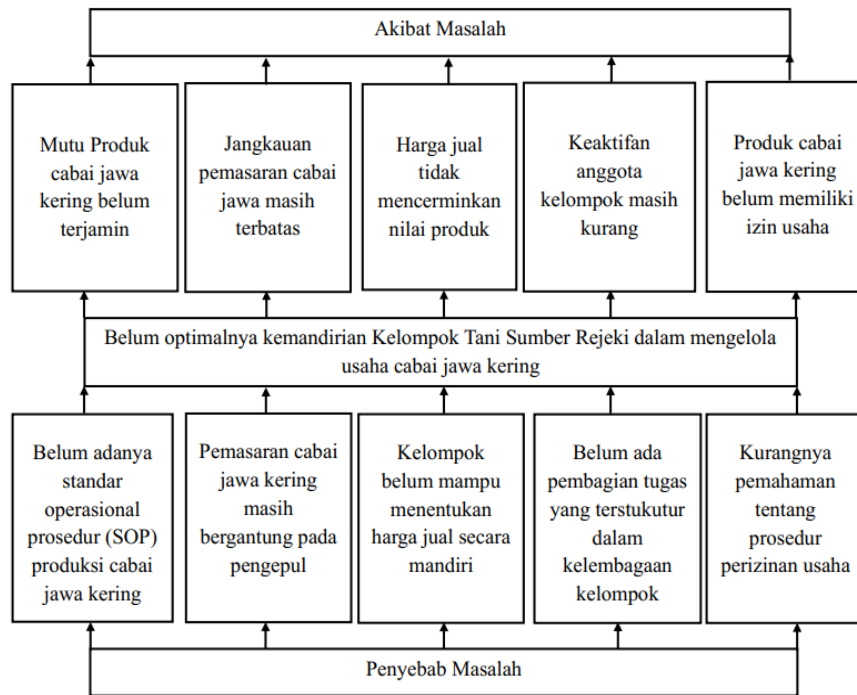 Akibat Masalah
Mutu Produk
cabai jawa
kering belum
terjamin
Jangkauan
pemasaran cabai
jawa masih
terbatas
Harga jual
tidak
mencerminkan
nilai produk
Keaktifan
anggota
kelompok masih
kurang
Produk cabai
jawa kering
belum memiliki
izin usaha
Belum optimalnya kemandirian Kelompok Tani Sumber Rejeki dalam mengelola
usaha cabai jawa kering
Belum adanya
standar
operasional
prosedur (SOP)
produksi cabai
jawa kering
Pemasaran cabai
jawa kering
masih
bergantung pada
pengepul
Kelompok
belum mampu
menentukan
harga jual secara
mandiri
Belum ada
pembagian tugas
yang terstukutur
dalam
kelembagaan
kelompok
Kurangnya
pemahaman
tentang
prosedur
perizinan usaha
Penyebab Masalah